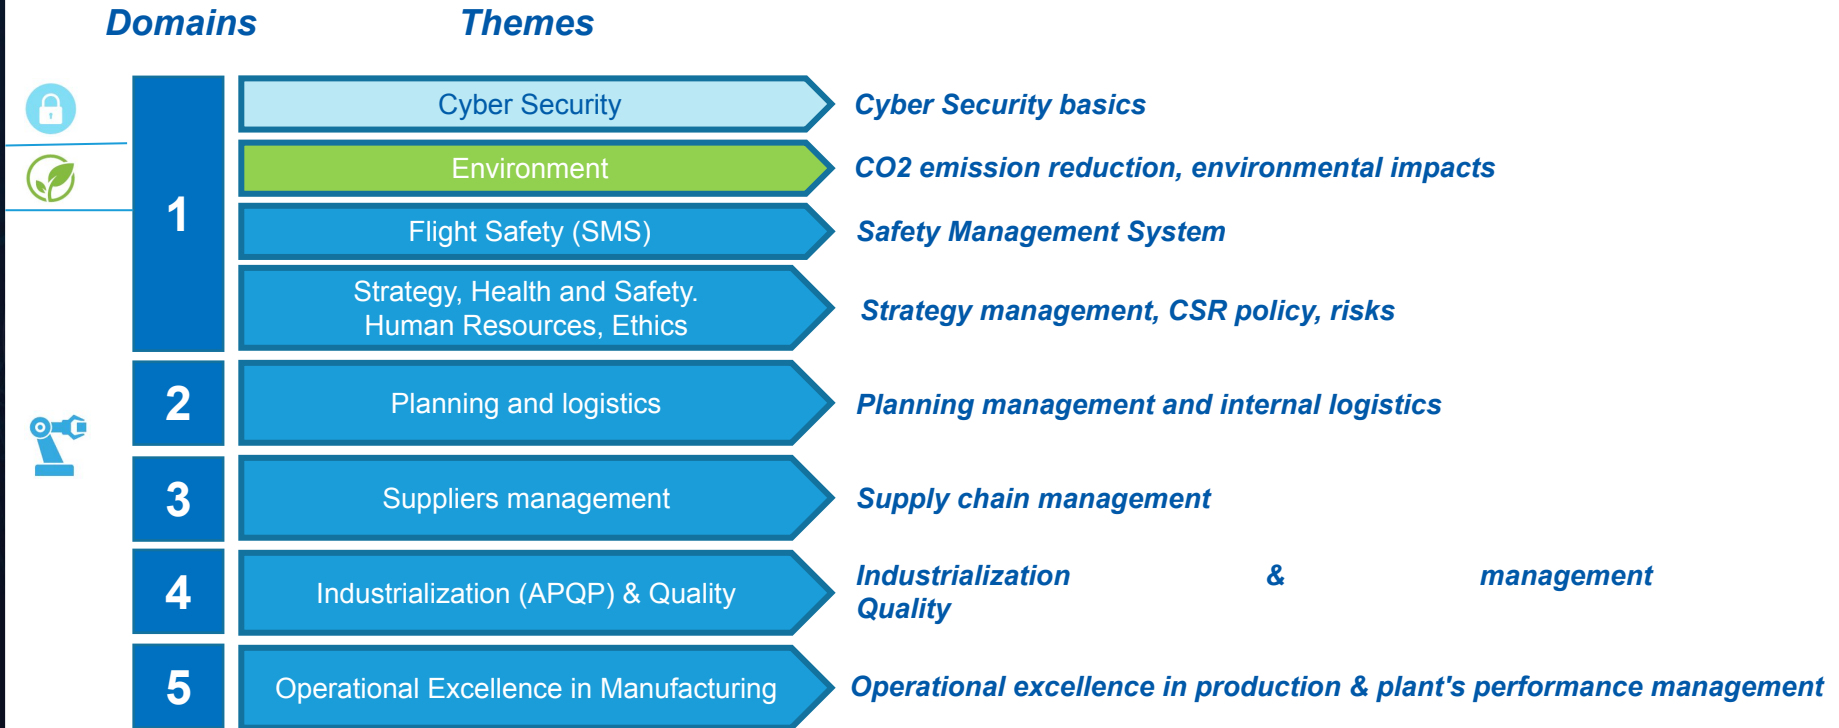 Domains Themes
1
Cyber Security Cyber Security basics
Environment CO2 emission reduction, environmental impacts
Flight Safety (SMS) Safety Management System
Strategy, Health and Safety.
Human Resources, Ethics
Strategy management, CSR policy, risks
2 Planning and logistics Planning management and internal logistics
3 Suppliers management Supply chain management
4 Industrialization (APQP) & Quality
Industrialization & management
Quality
5 Operational Excellence in Manufacturing Operational excellence in production & plant's performance management